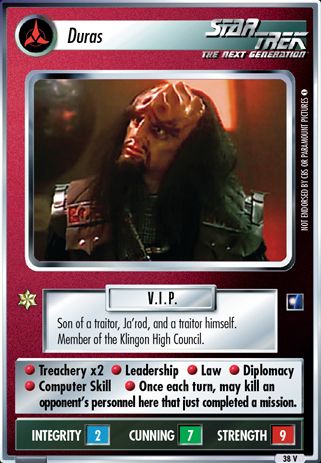 Duras
STAR TREK
THE NEXT GENERATION
NOT ENDORSED BY CBS OR PARAMOUNT PICTURES
V.I.P.
Son of a traitor, Ja'rod, and a traitor himself.
Member of the Klingon High Council.
Treachery x2 Leadership Law Diplomacy
Computer Skill Once each turn, may kill an
opponent's personnel here that just completed a mission.
INTEGRITY 2 CUNNING 7 STRENGTH 9
38 V